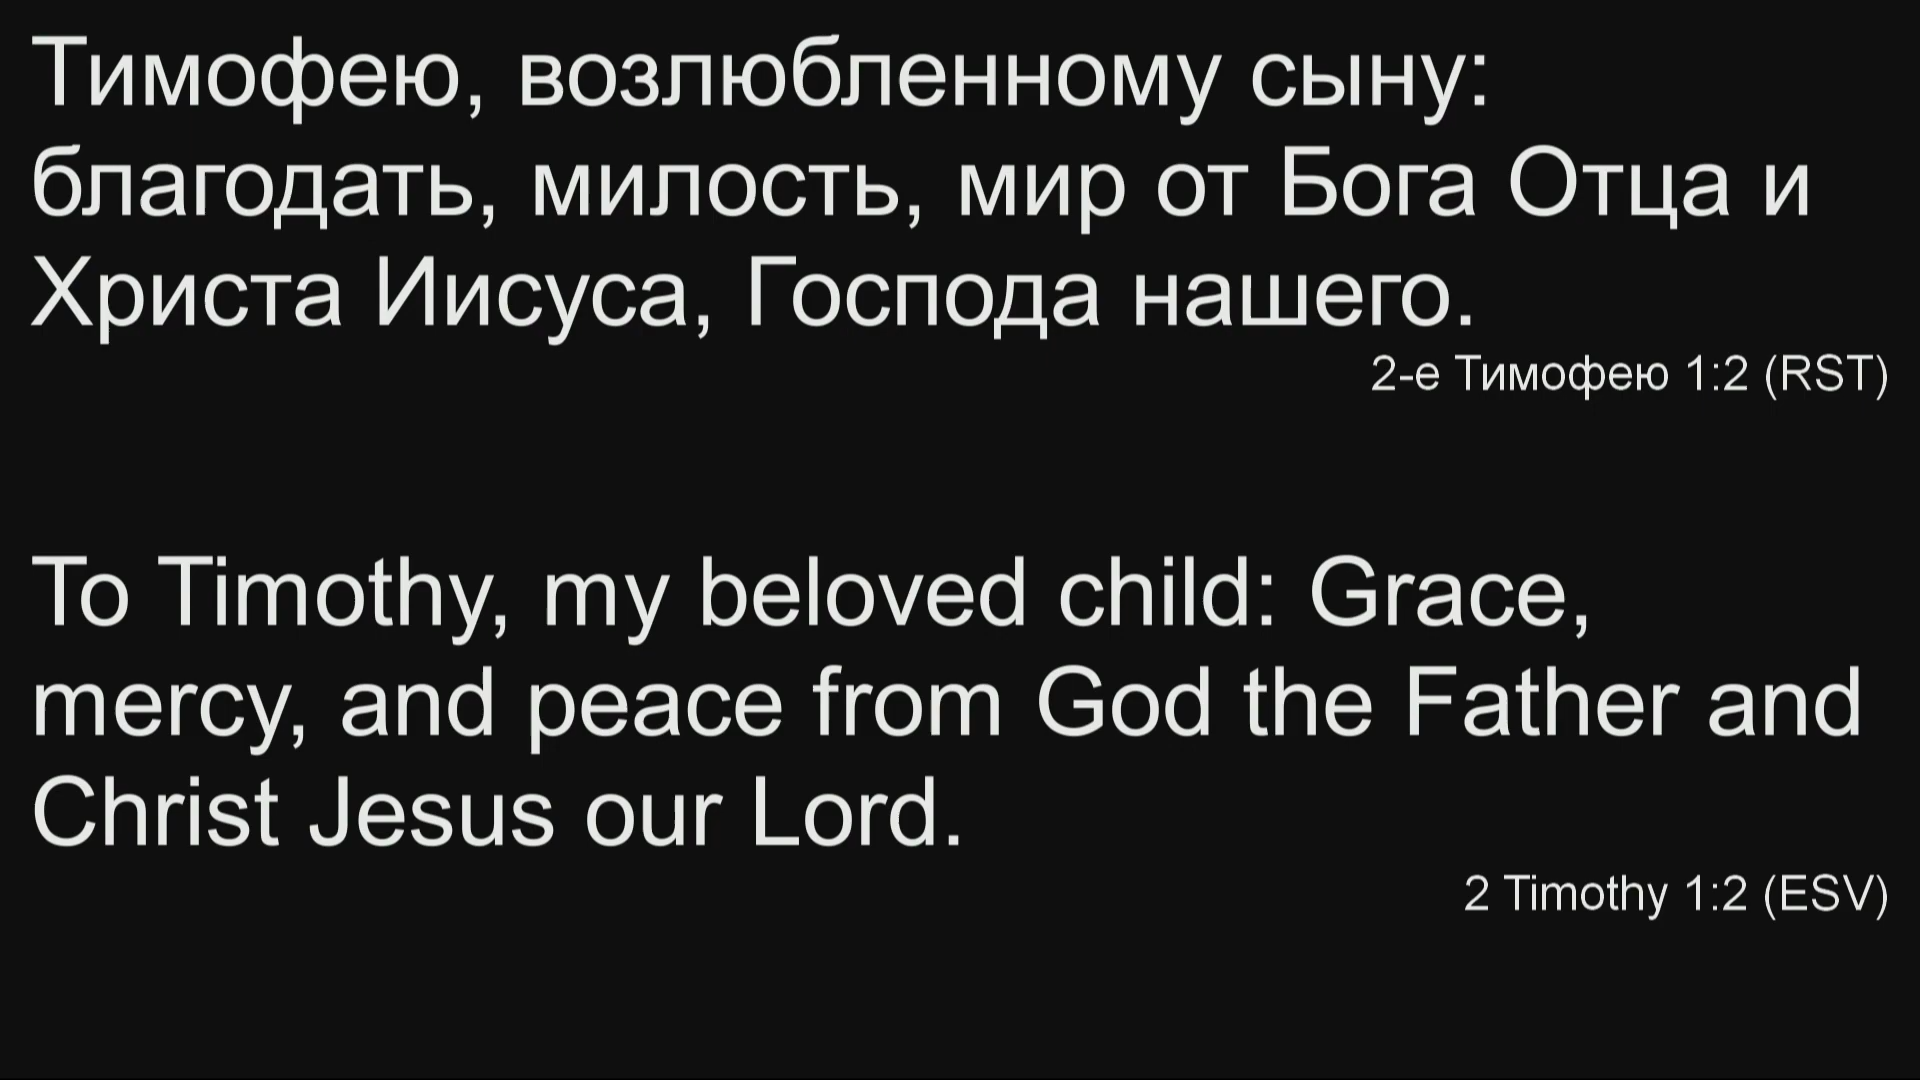 Тимофею, возлюбленному сыну:
благодать, милость, мир от Бога Отца и
Христа Иисуса, Господа нашего.
2-е Тимофею 1:2 (RST)
To Timothy, my beloved child: Grace,
mercy, and peace from God the Father and
Christ Jesus our Lord.
2 Timothy 1:2 (ESV)